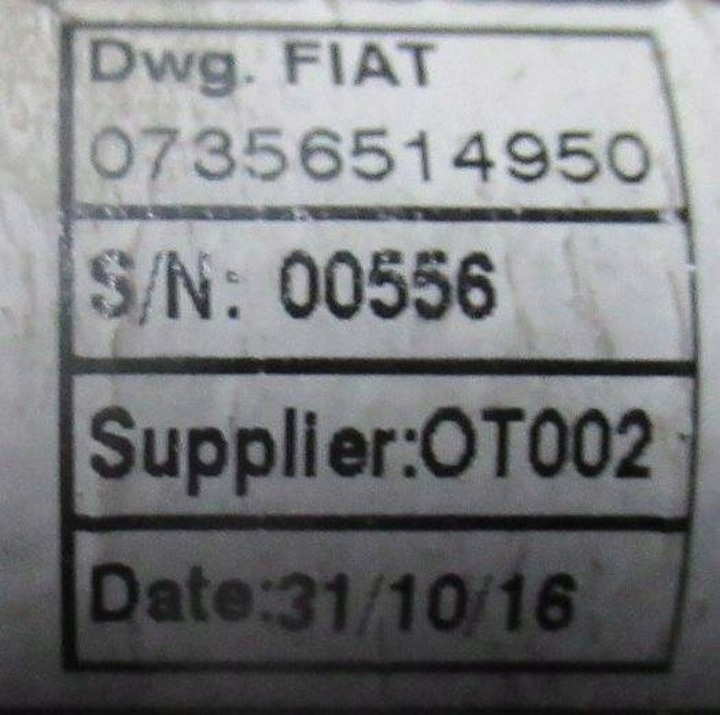 Dwg. FIAT
07356514950
S/N: 00556
Supplier:OT002
Date:31/10/16